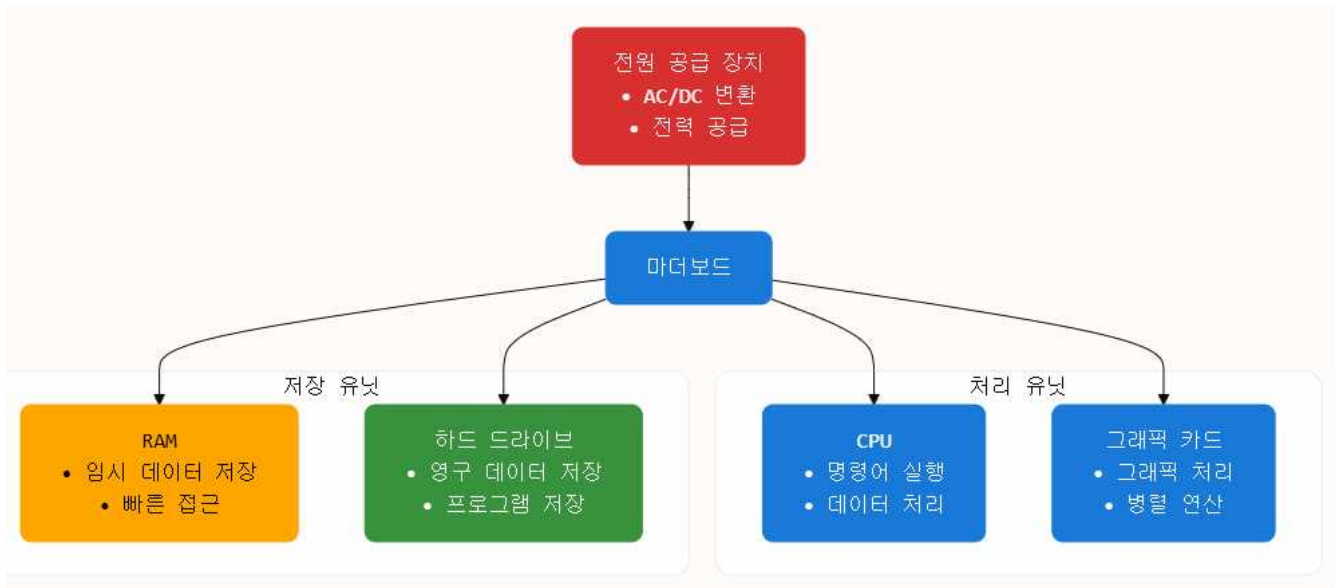 전원 공급 장치
• AC/DC 변환
• 전력 공급
마더보드
저장 유닛
처리 유닛
RAM
• 임시 데이터 저장
• 빠른 접근
하드 드라이브
• 영구 데이터 저장
• 프로그램 저장
CPU
• 명령어 실행
• 데이터 처리
그래픽 카드
• 그래픽 처리
• 병렬 연산